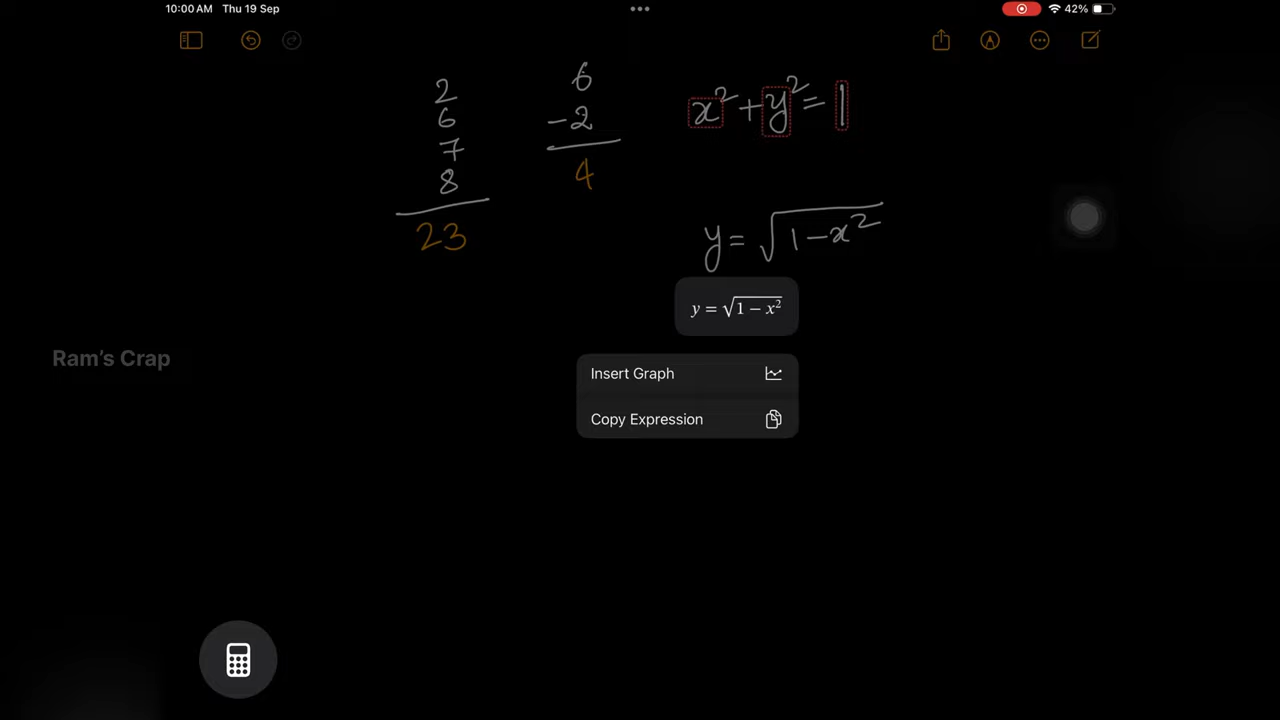 10:00 AM Thu 19 Sep
42%
2
6
7
8
23
6
-2
4
x² + y² = 1
y = √(1-x²)
y = √(1 − x²)
Insert Graph
Copy Expression
Ram's Crap